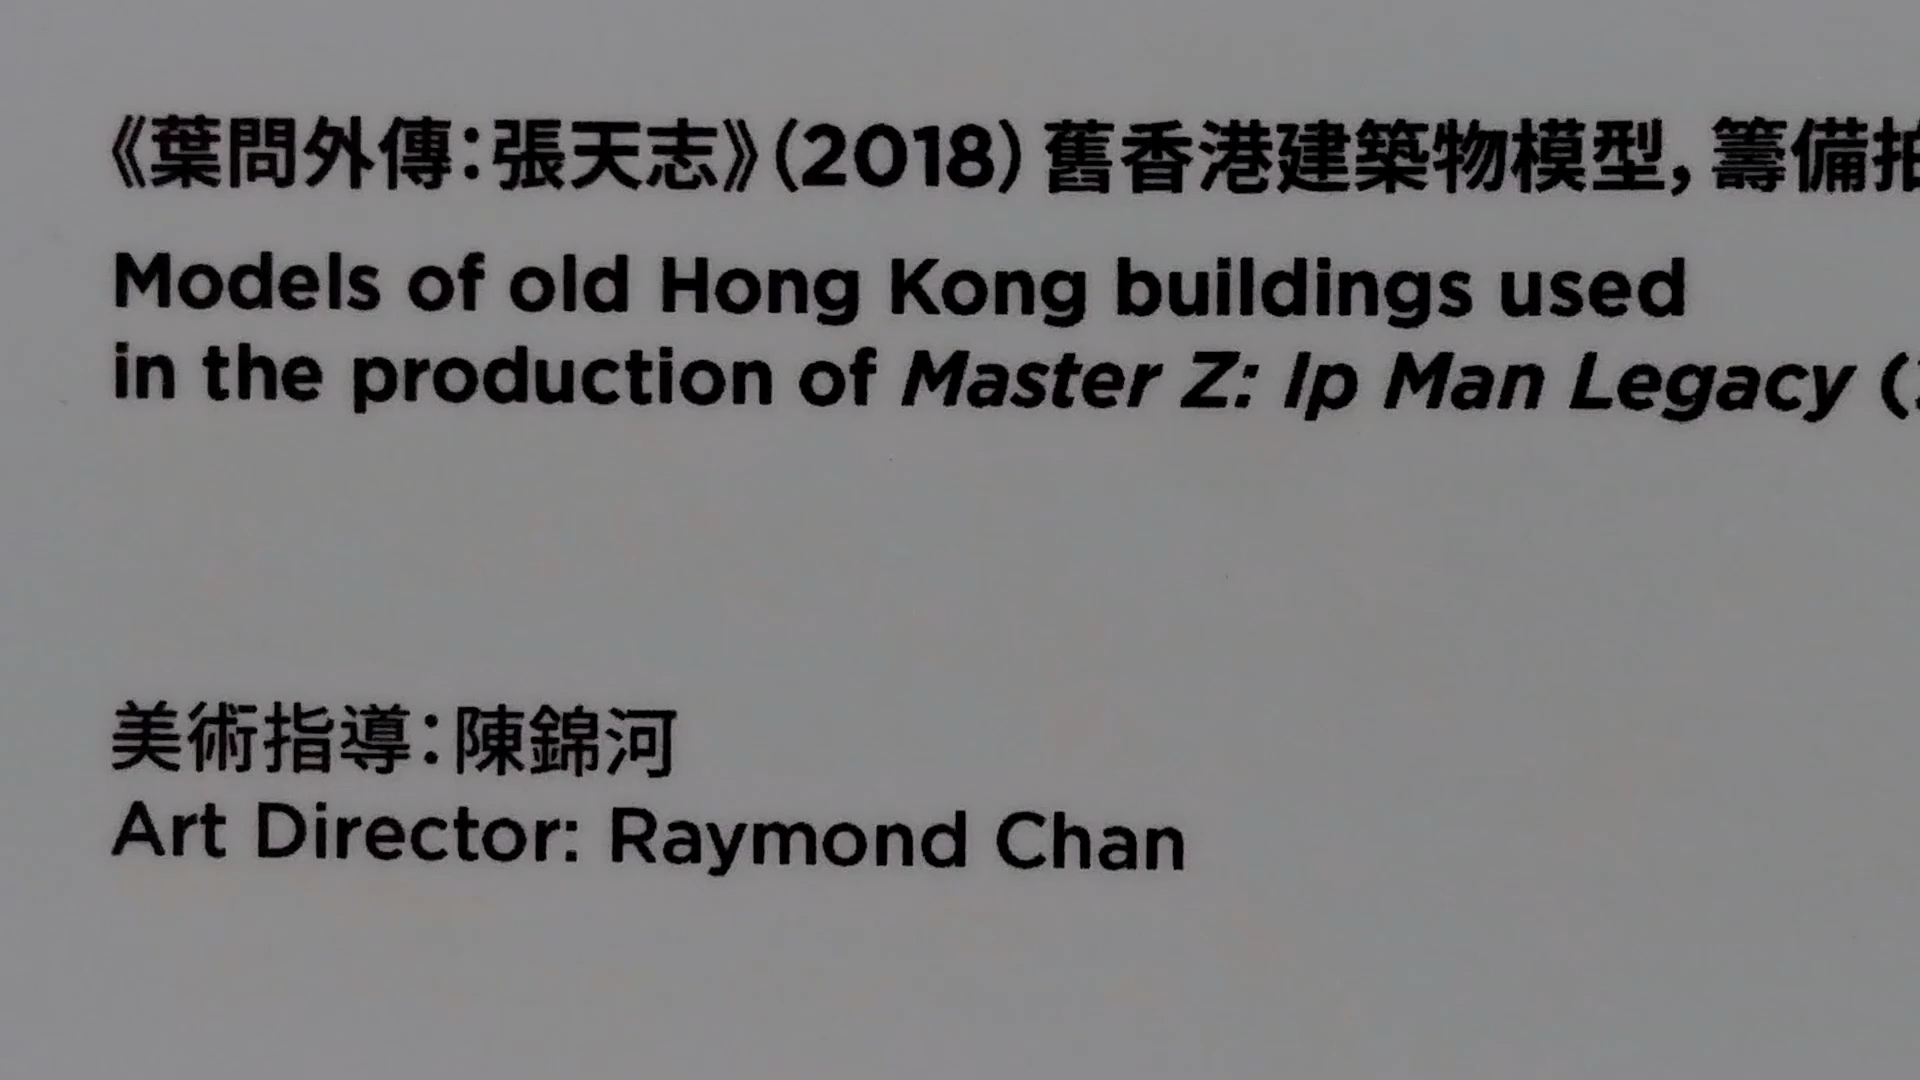 《葉問外傳：張天志》（2018）舊香港建築物模型，籌備
Models of old Hong Kong buildings used
in the production of Master Z: Ip Man Legacy (
美術指導：陳錦河
Art Director: Raymond Chan